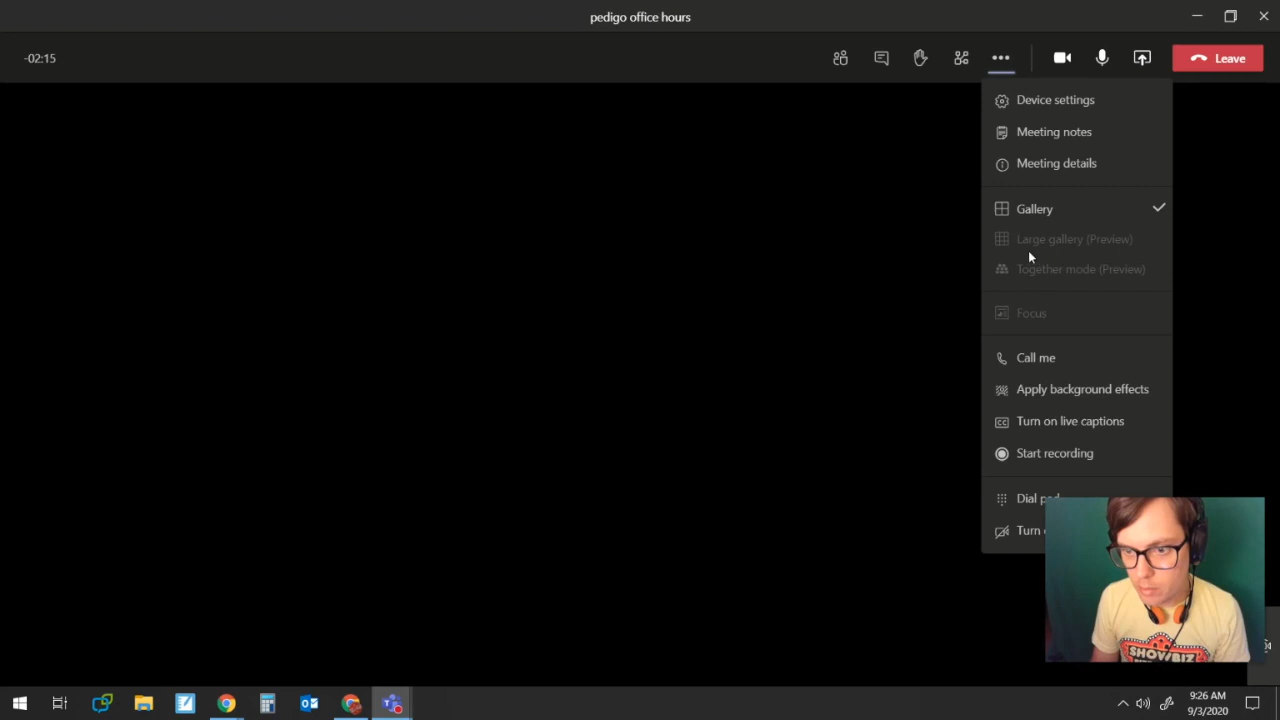 pedigo office hours
-02:15
Leave
Device settings
Meeting notes
Meeting details
Gallery
Large gallery (Preview)
Together mode (Preview)
Focus
Call me
Apply background effects
Turn on live captions
CC
Start recording
Dial
Turn
SHOWBIZ
9:26 AM
9/3/2020